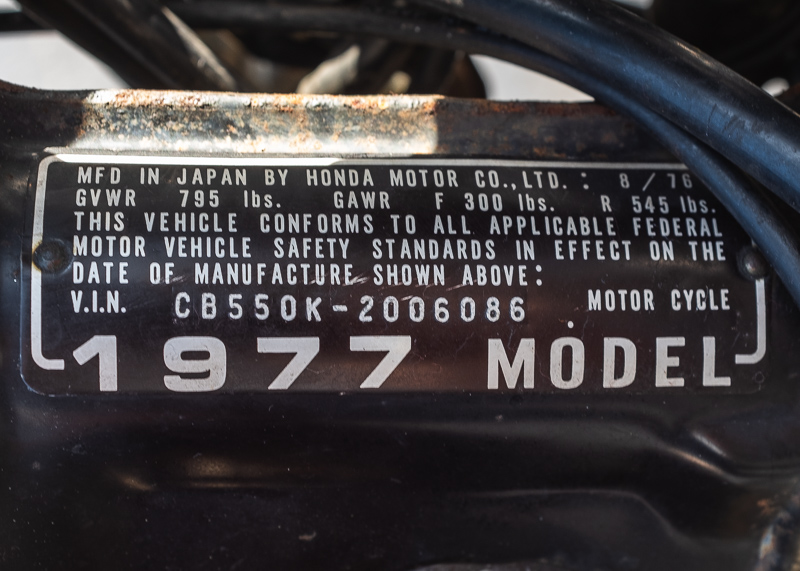 MFD IN JAPAN BY HONDA MOTOR CO., LTD. : 8 / 76
GVWR 795 lbs. GAWR F 300 lbs. R 545 lbs.
THIS VEHICLE CONFORMS TO ALL APPLICABLE FEDERAL
MOTOR VEHICLE SAFETY STANDARDS IN EFFECT ON THE
DATE OF MANUFACTURE SHOWN ABOVE:
V.I.N. CB550K-2006086 MOTOR CYCLE
1977 MODEL